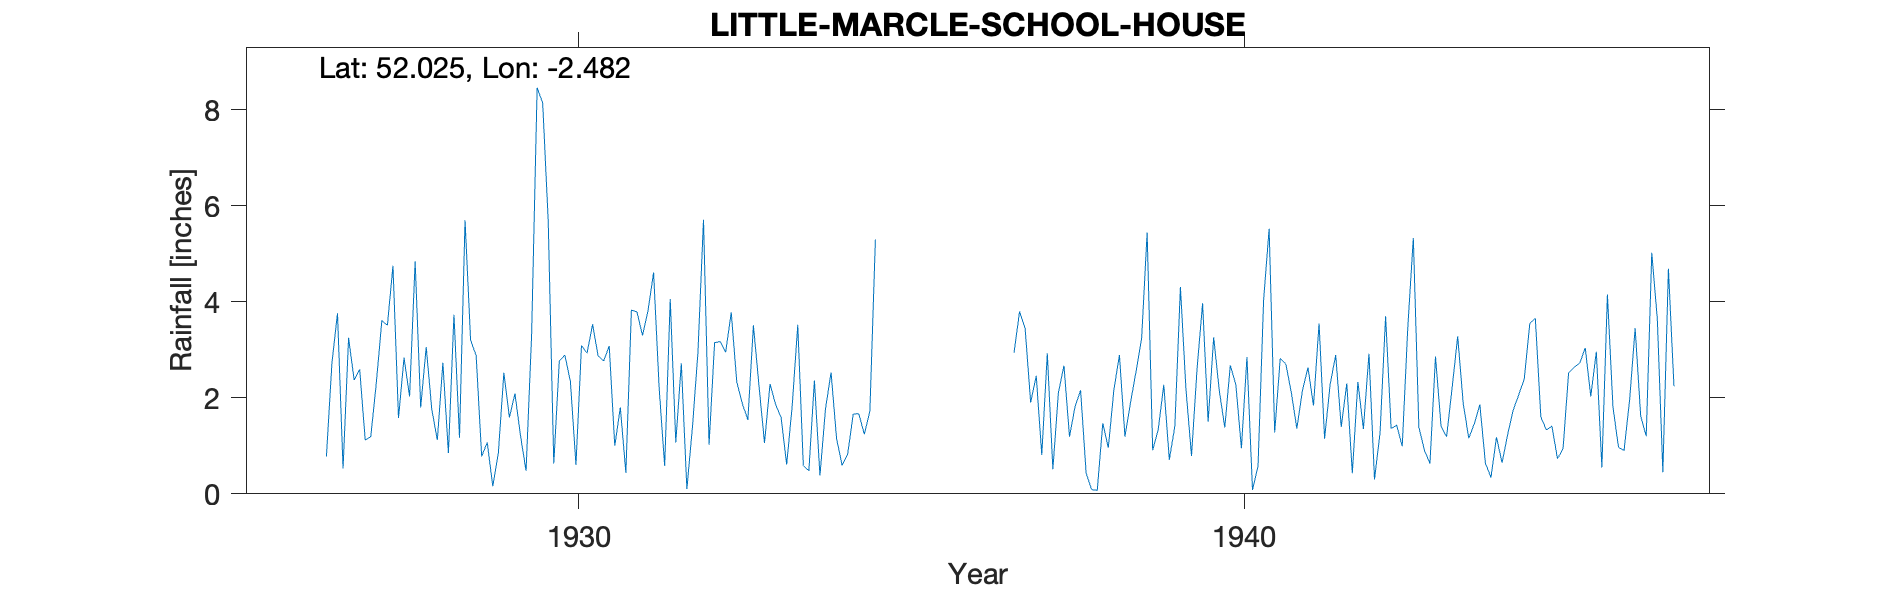 LITTLE-MARCLE-SCHOOL-HOUSE
Lat: 52.025, Lon: -2.482
8
6
4
2
0
Rainfall [inches]
1930 1940
Year